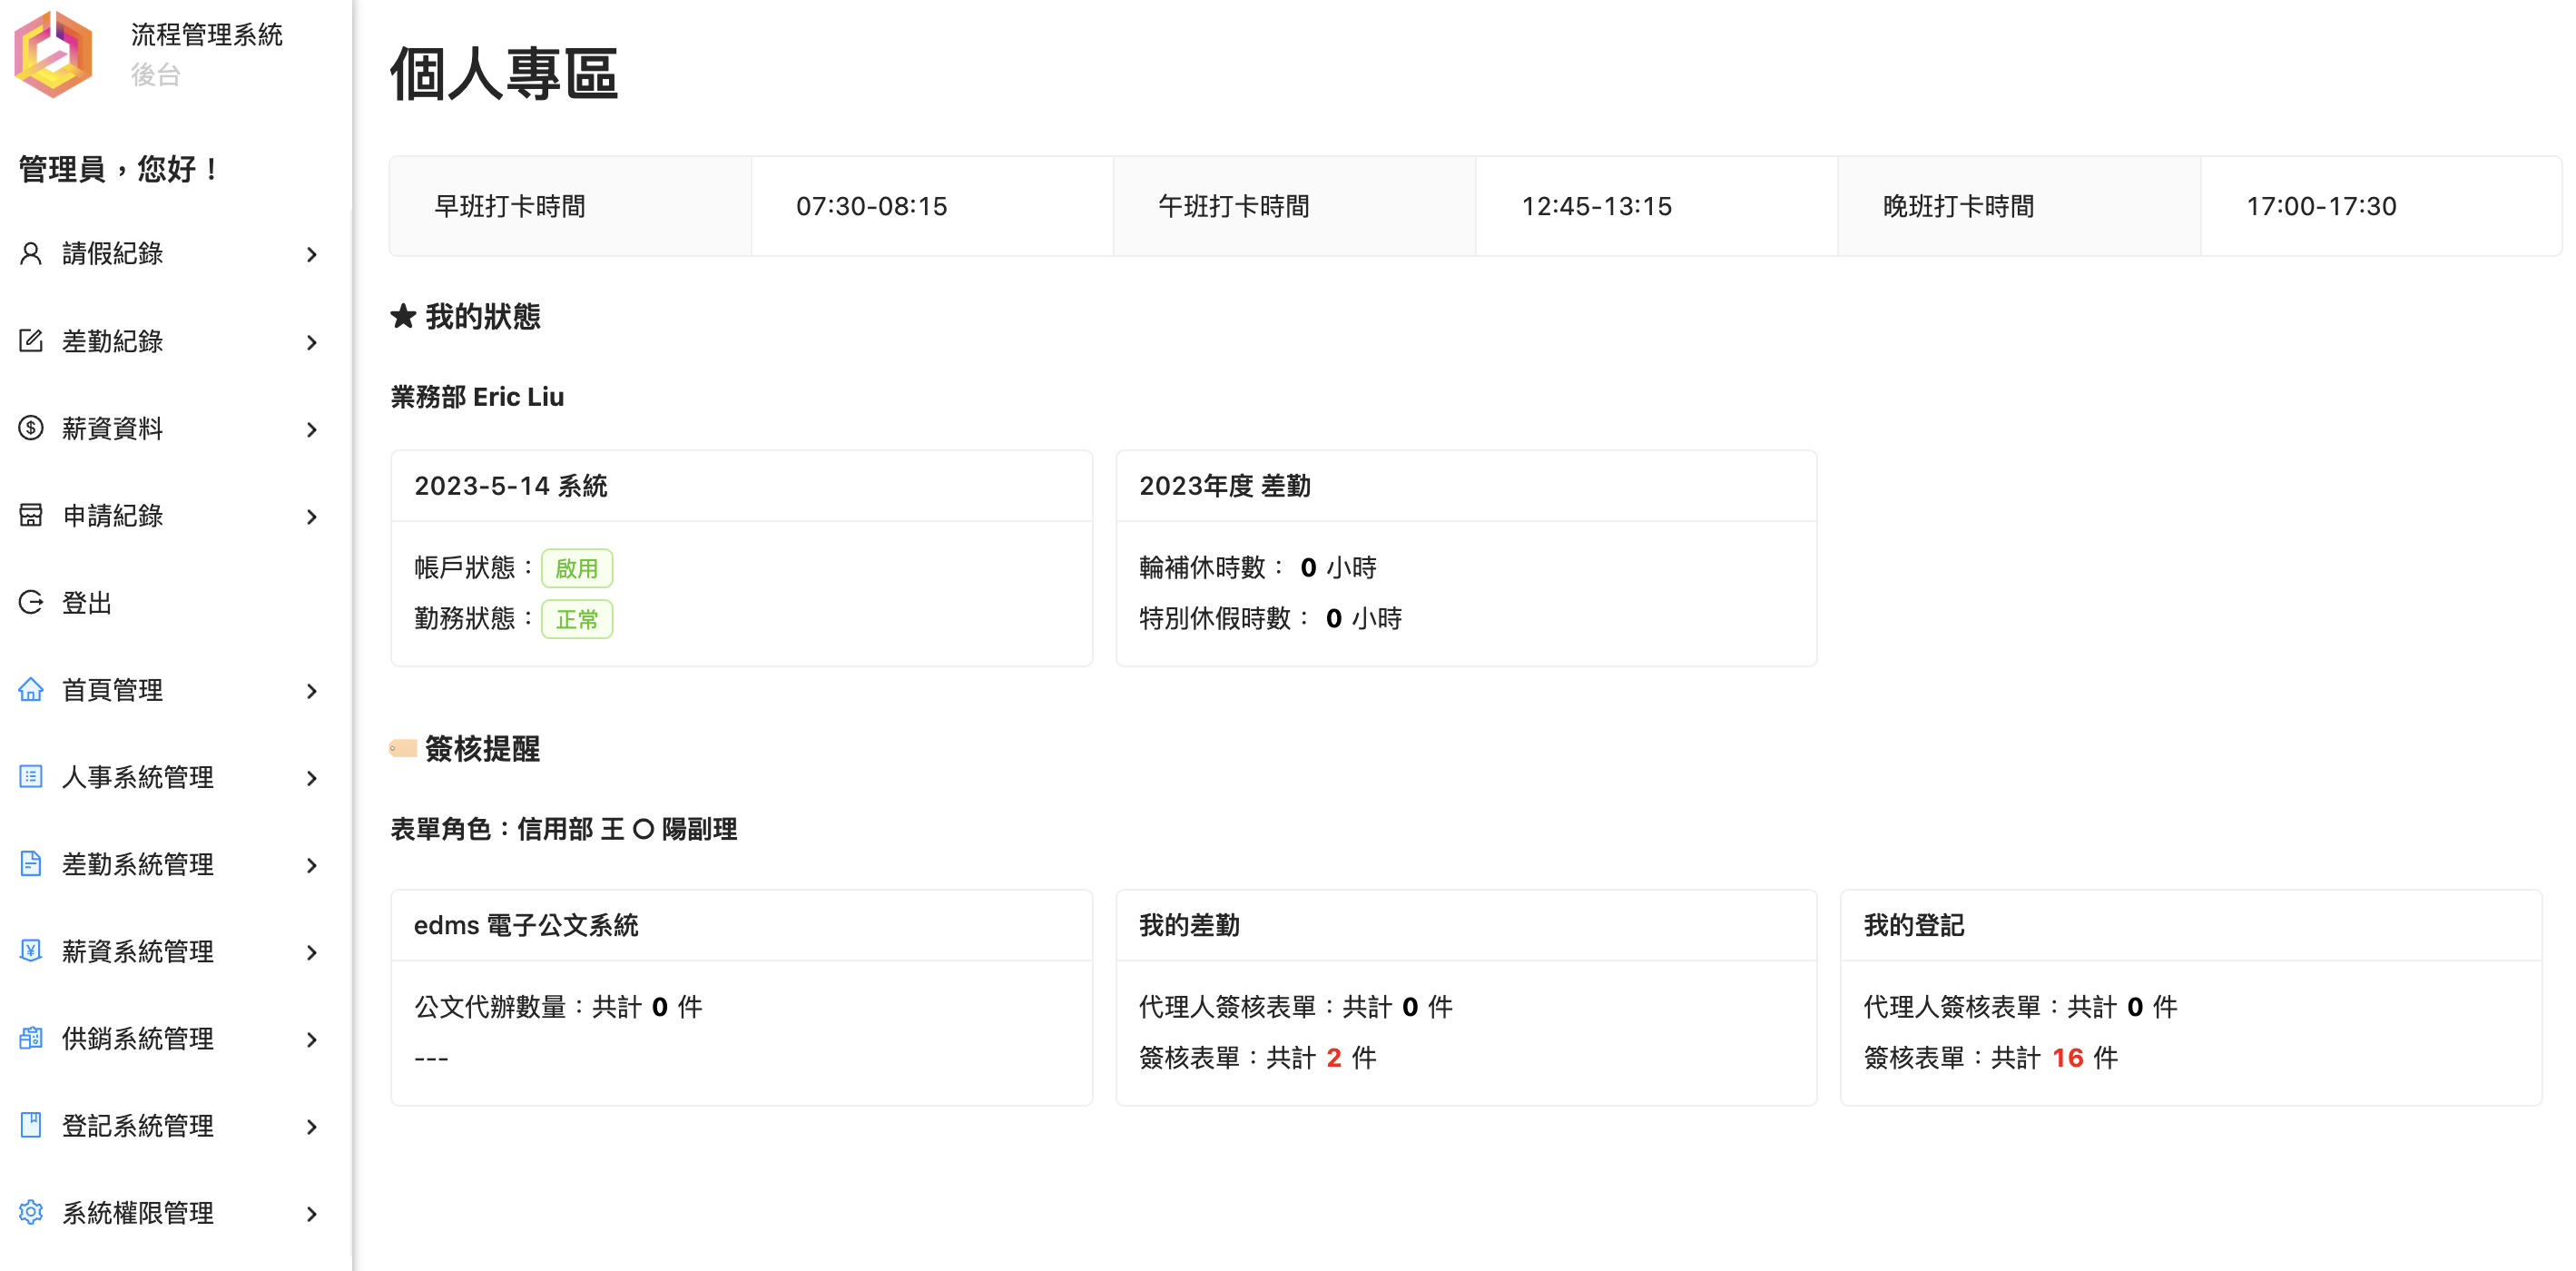 流程管理系統
後台
管理員，您好！
請假紀錄
差勤紀錄
薪資資料
申請紀錄
登出
首頁管理
人事系統管理
差勤系統管理
薪資系統管理
供銷系統管理
登記系統管理
系統權限管理
個人專區
早班打卡時間 07:30-08:15 午班打卡時間 12:45-13:15 晚班打卡時間 17:00-17:30
★ 我的狀態
業務部 Eric Liu
2023-5-14 系統
帳戶狀態：啟用
勤務狀態：正常
2023年度 差勤
輪補休時數： 0 小時
特別休假時數： 0 小時
簽核提醒
表單角色：信用部 王 〇 陽副理
edms 電子公文系統
公文代辦數量：共計 0 件
---
我的差勤
代理人簽核表單：共計 0 件
簽核表單：共計 2 件
我的登記
代理人簽核表單：共計 0 件
簽核表單：共計 16 件